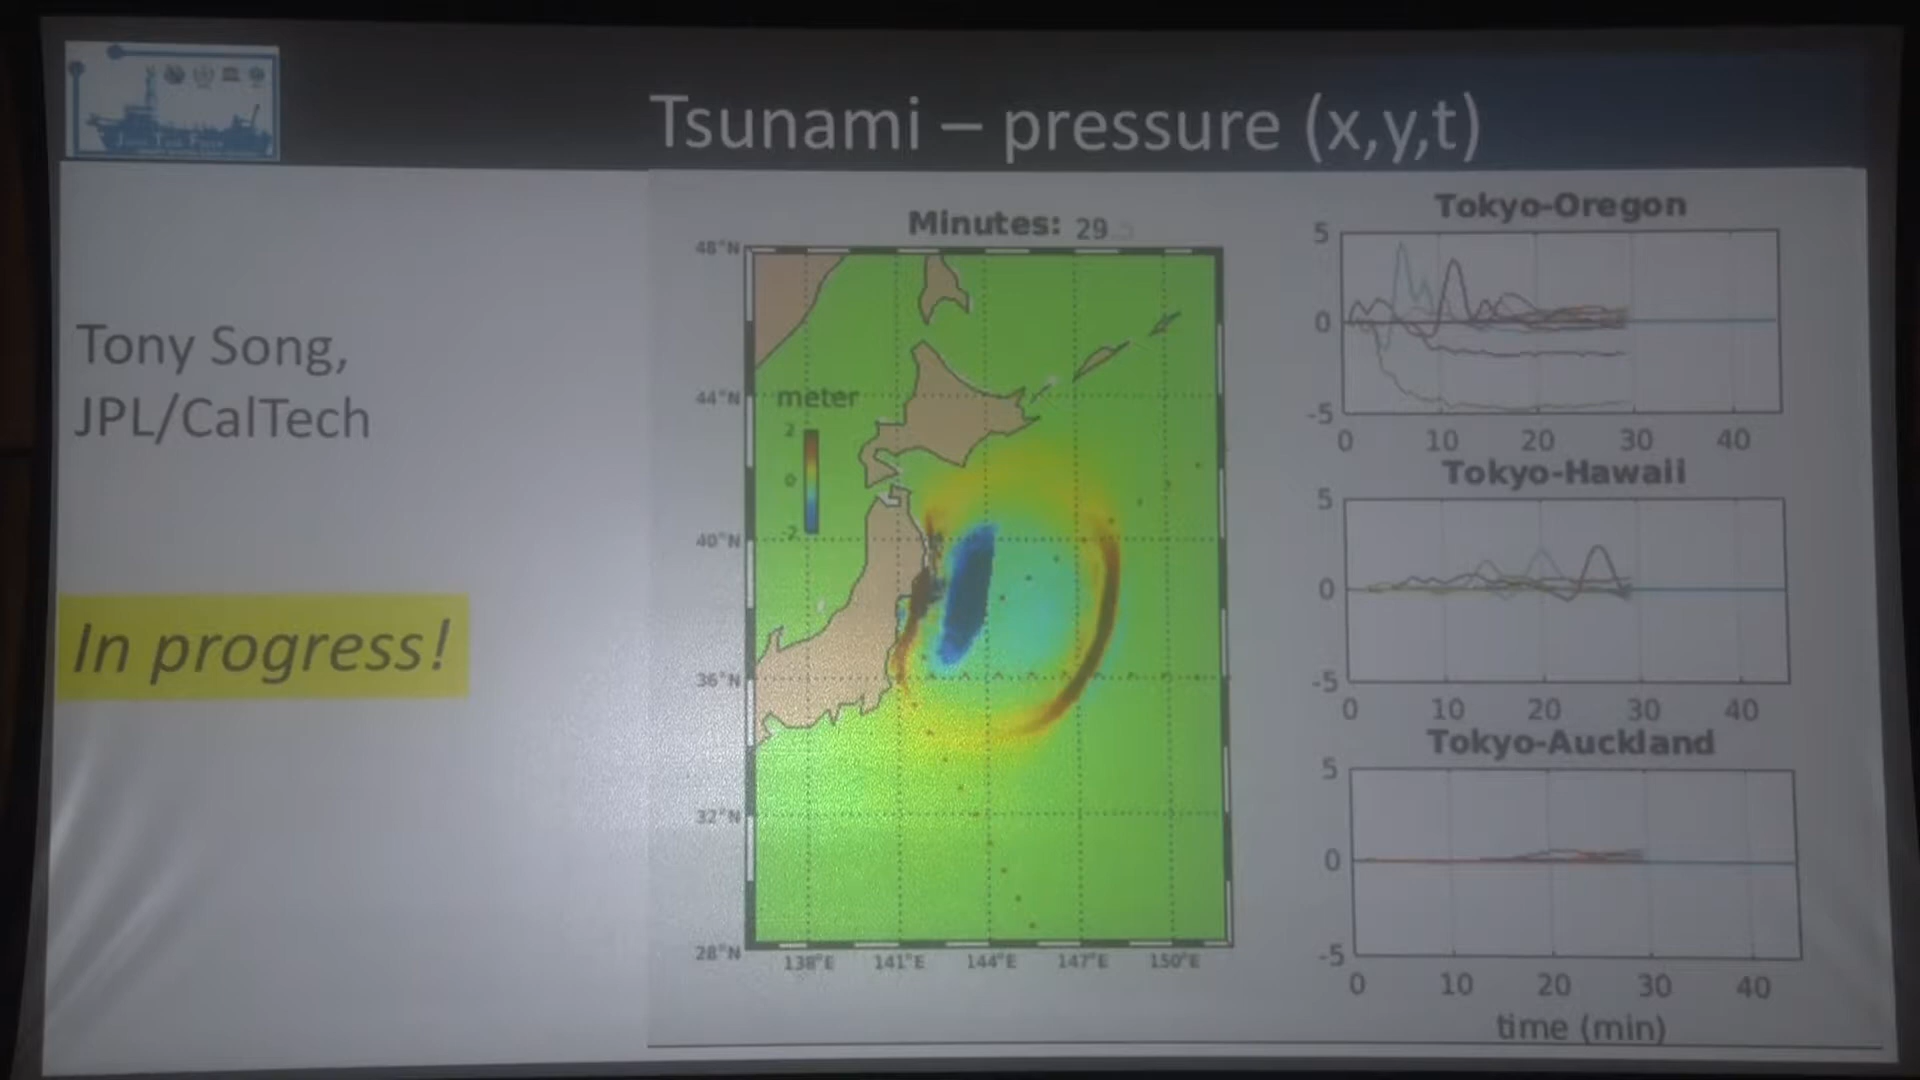 Joint Task Force
Tsunami – pressure (x,y,t)
Tony Song,
JPL/CalTech
In progress!
Minutes: 29
48°N
44°N
40°N
36°N
32°N
28°N
138°E 141°E 144°E 147°E 150°E
meter
2
0
-2
Tokyo-Oregon
5
0
-5
0 10 20 30 40
Tokyo-Hawaii
5
0
-5
0 10 20 30 40
Tokyo-Auckland
5
0
-5
0 10 20 30 40
time (min)